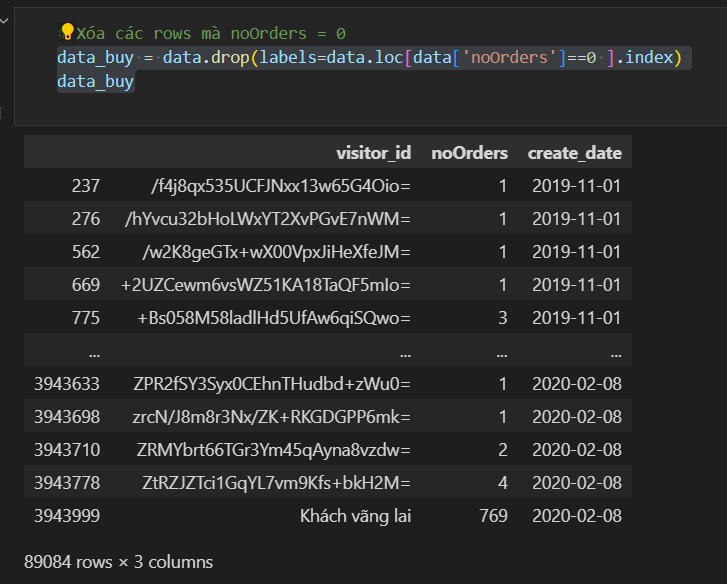 #Xóa các rows mà noOrders = 0
data_buy = data.drop(labels=data.loc[data['noOrders']==0 ].index)
data_buy
visitor_id noOrders create_date
237 /f4j8qx535UCFJNxx13w65G4Oio= 1 2019-11-01
276 /hYvcu32bHoLWxYT2XvPGvE7nWM= 1 2019-11-01
562 /w2K8geGTx+wX00VpxJiHeXfeJM= 1 2019-11-01
669 +2UZCewm6vsWZ51KA18TaQF5mIo= 1 2019-11-01
775 +Bs058M58ladlHd5UfAw6qiSQwo= 3 2019-11-01
... ... ... ...
3943633 ZPR2fSY3Syx0CEhnTHudbd+zWu0= 1 2020-02-08
3943698 zrcN/J8m8r3Nx/ZK+RKGDGPP6mk= 1 2020-02-08
3943710 ZRMYbrt66TGr3Ym45qAyna8vzdw= 2 2020-02-08
3943778 ZtRZJZTci1GqYL7vm9Kfs+bkH2M= 4 2020-02-08
3943999 Khách vãng lai 769 2020-02-08
89084 rows × 3 columns